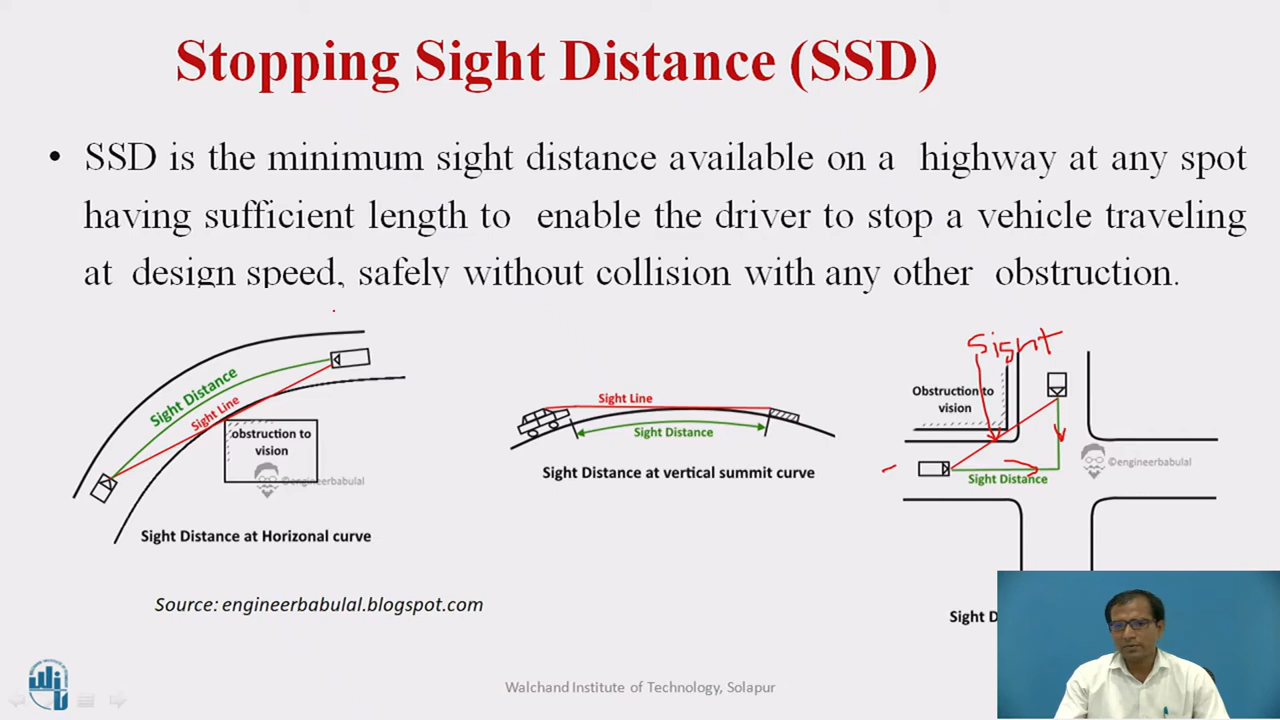 Stopping Sight Distance (SSD)
• SSD is the minimum sight distance available on a highway at any spot
having sufficient length to enable the driver to stop a vehicle traveling
at design speed, safely without collision with any other obstruction.
Sight Distance
Sight Line
obstruction to
vision
©engineerbabulal
Sight Distance at Horizonal curve
Sight Line
Sight Distance
Sight Distance at vertical summit curve
Sight
Obstruction to
vision
©engineerbabulal
Sight Distance
Sight D
Source: engineerbabulal.blogspot.com
Walchand Institute of Technology, Solapur